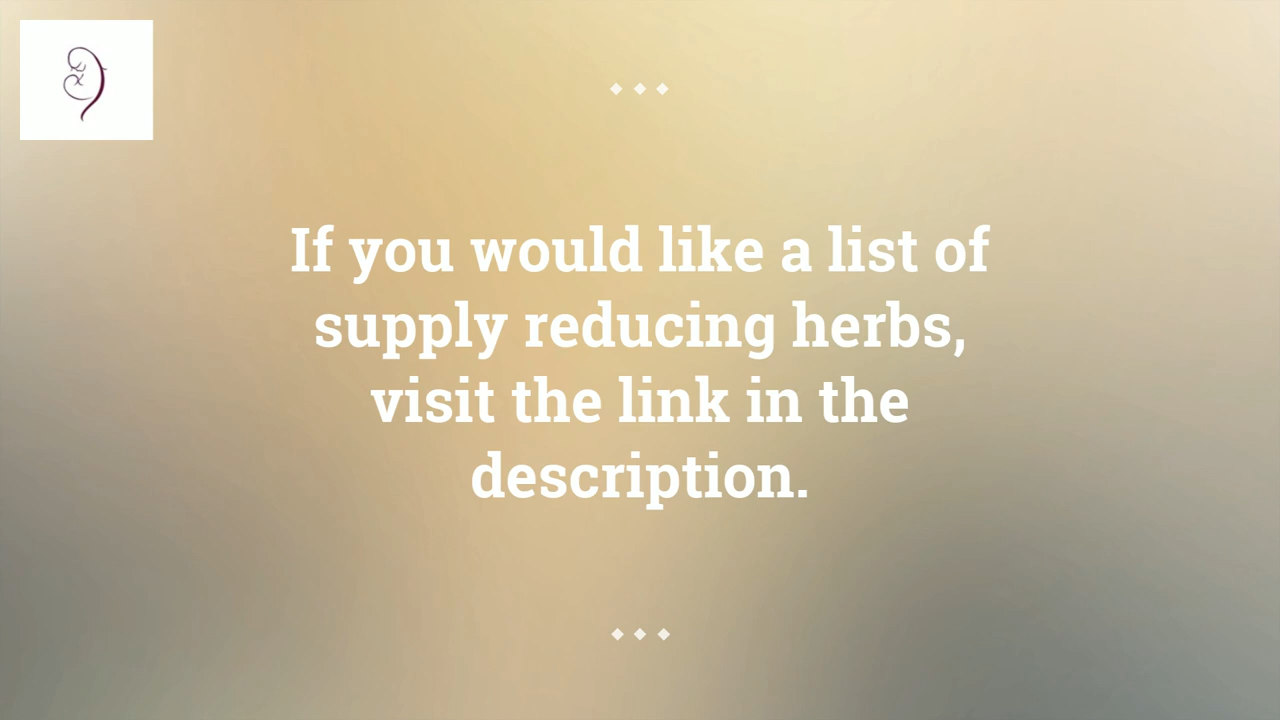 If you would like a list of
supply reducing herbs,
visit the link in the
description.